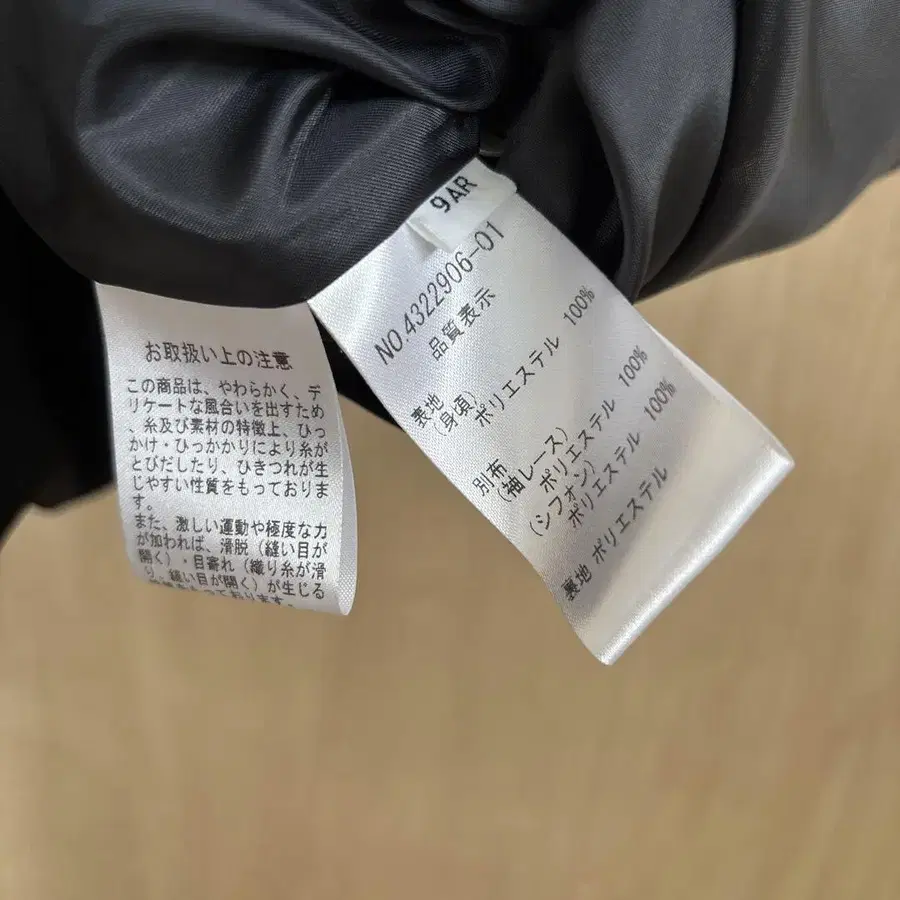 お取扱い上の注意
この商品は、やわらかく、デ
リケートな風合いを出すため
、糸及び素材の特徴上、ひっ
かけ・ひっかかりにより糸が
とびだしたり、ひきつれが生
じやすい性質をもっておりま
す。
また、激しい運動や極度な力
が加われば、滑脱（縫い目が
開く）・目寄れ（織り糸が滑
り、縫い目が開く）が生じる
9AR
NO.4322906-01
品質表示
表地
(身頃) ポリエステル 100%
別布
(袖レース)
ポリエステル 100%
(シフォン)
ポリエステル 100%
裏地 ポリエステル